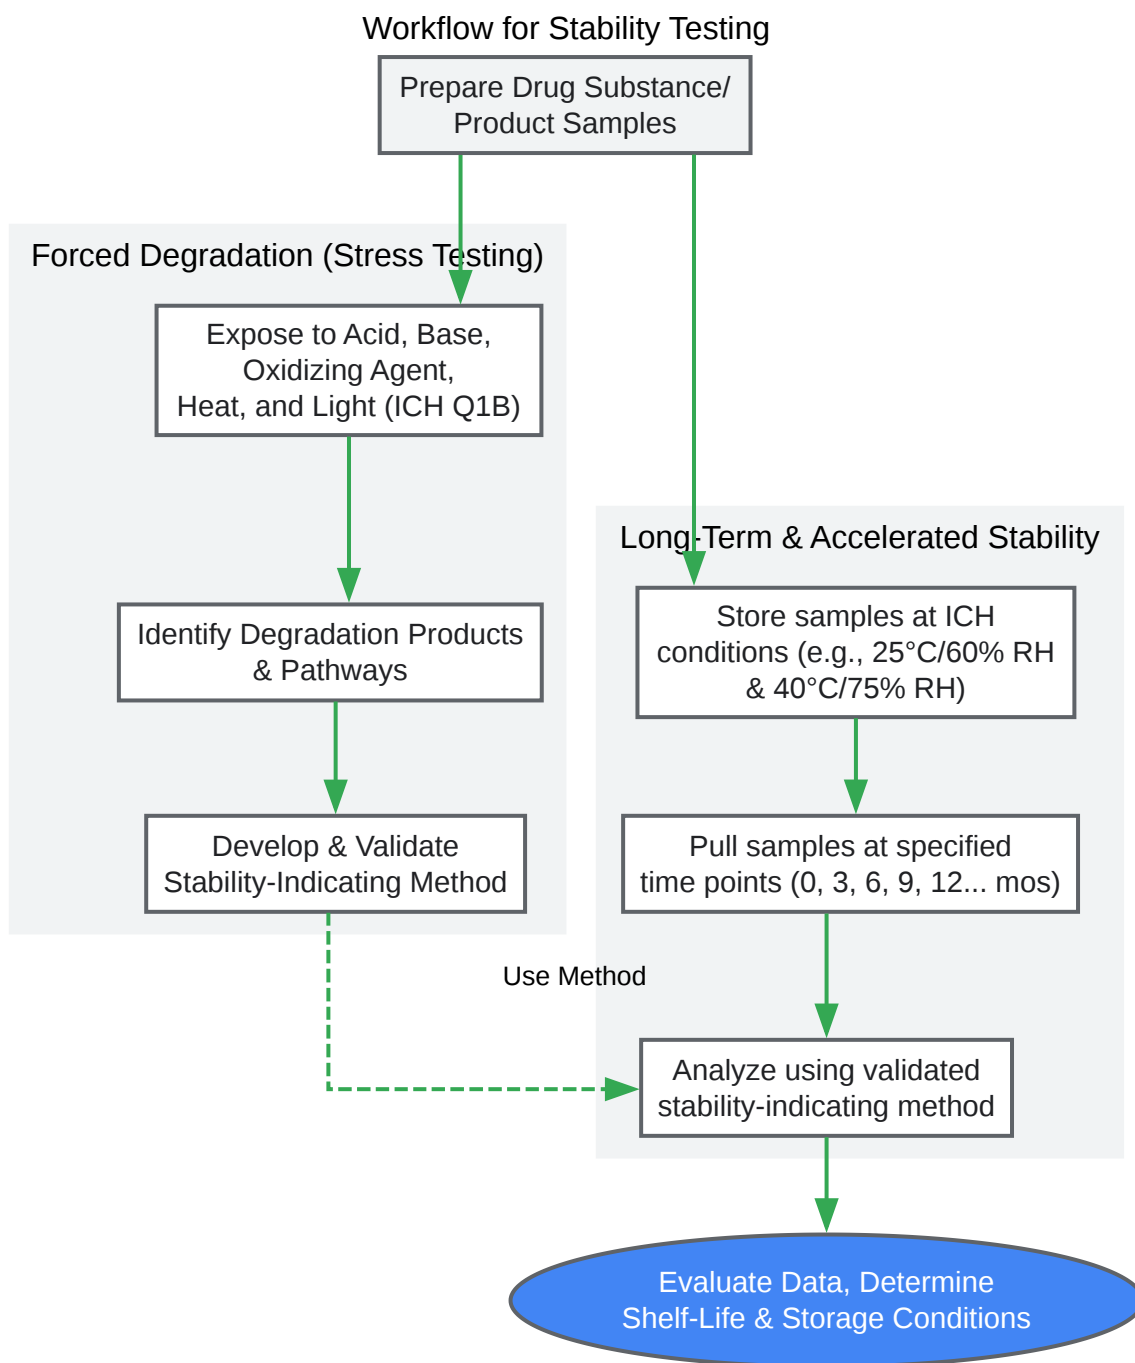 Workflow for Stability Testing
Prepare Drug Substance/
Product Samples
Forced Degradation (Stress Testing)
Expose to Acid, Base,
Oxidizing Agent,
Heat, and Light (ICH Q1B)
Identify Degradation Products
& Pathways
Develop & Validate
Stability-Indicating Method
Long-Term & Accelerated Stability
Store samples at ICH
conditions (e.g., 25°C/60% RH
& 40°C/75% RH)
Pull samples at specified
time points (0, 3, 6, 9, 12... mos)
Use Method
Analyze using validated
stability-indicating method
Evaluate Data, Determine
Shelf-Life & Storage Conditions